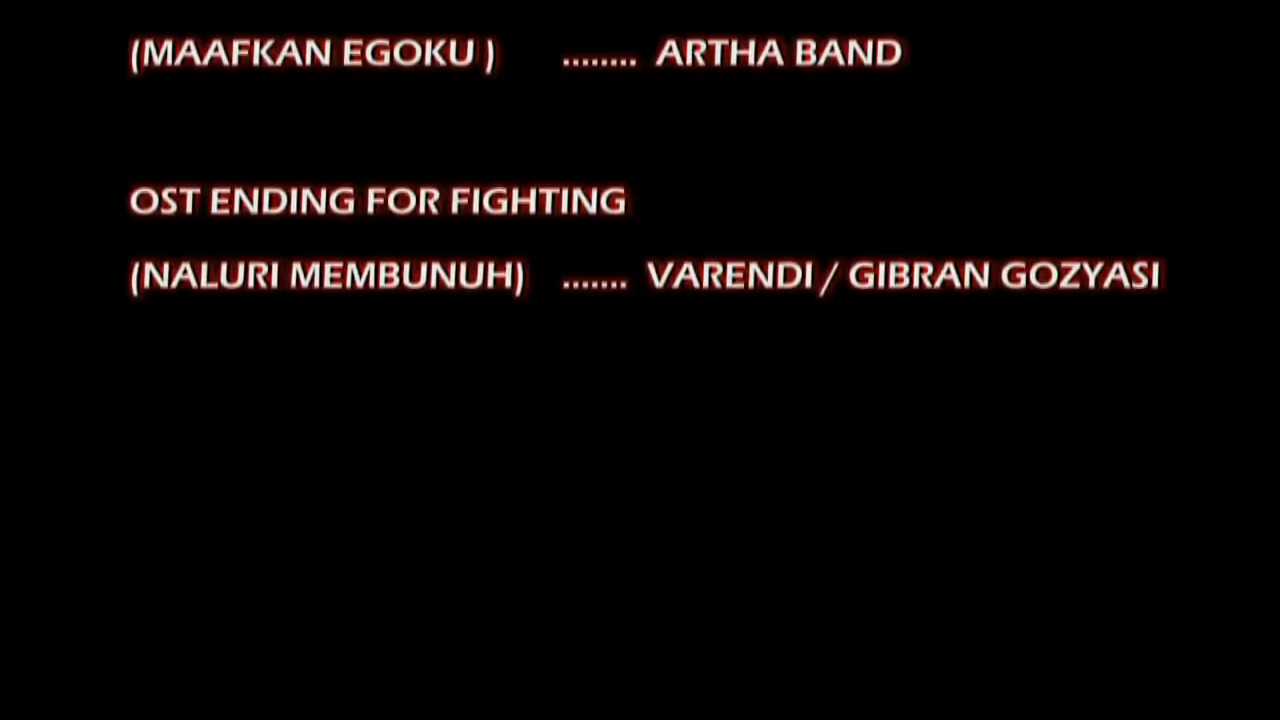 (MAAFKAN EGOKU ) ........ ARTHA BAND
OST ENDING FOR FIGHTING
(NALURI MEMBUNUH) ....... VARENDI / GIBRAN GOZYASI